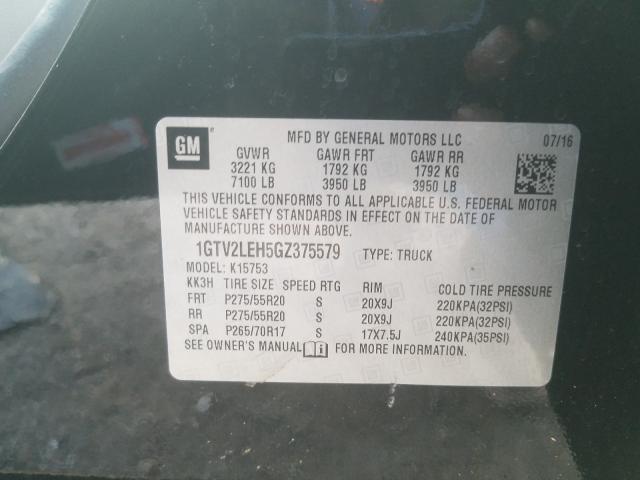 GM
MFD BY GENERAL MOTORS LLC 07/16
GVWR GAWR FRT GAWR RR
3221 KG 1792 KG 1792 KG
7100 LB 3950 LB 3950 LB
THIS VEHICLE CONFORMS TO ALL APPLICABLE U.S. FEDERAL MOTOR
VEHICLE SAFETY STANDARDS IN EFFECT ON THE DATE OF
MANUFACTURE SHOWN ABOVE.
1GTV2LEH5GZ375579 TYPE: TRUCK
MODEL: K15753
KK3H TIRE SIZE SPEED RTG RIM COLD TIRE PRESSURE
FRT P275/55R20 S 20X9J 220KPA(32PSI)
RR P275/55R20 S 20X9J 220KPA(32PSI)
SPA P265/70R17 S 17X7.5J 240KPA(35PSI)
SEE OWNER'S MANUAL FOR MORE INFORMATION.